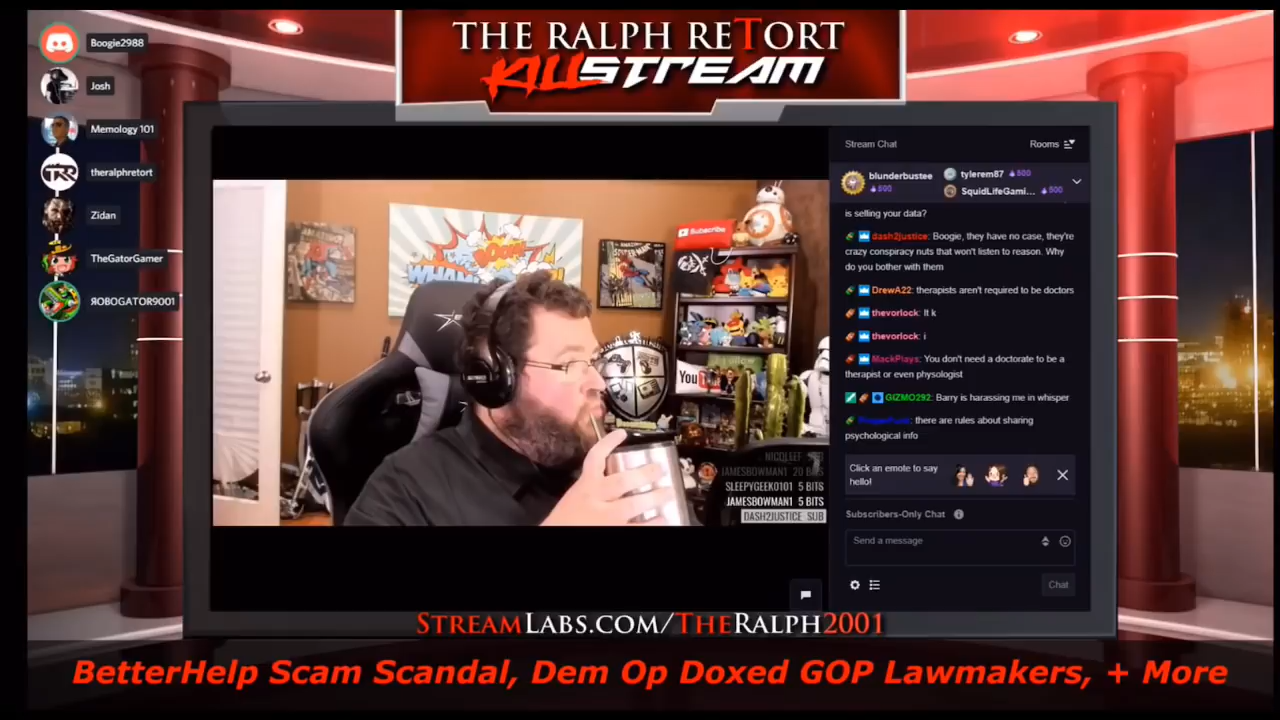 THE RALPH RETORT
KILLSTREAM
Boogie2988
Josh
Memology 101
TRR
theralphretort
Zidan
TheGatorGamer
ЯOBOGATOR9001
Subscribe
You
Stream Chat
Rooms
blunderbustee
500
tylerem87 500
SquidLifeGami... 500
is selling your data?
dash2justice: Boogie, they have no case, they're
crazy conspiracy nuts that won't listen to reason. Why
do you bother with them
DrewA22: therapists aren't required to be doctors
thevorlock: It k
thevorlock: i
MackPlays: You don't need a doctorate to be a
therapist or even physologist
GIZMO292: Barry is harassing me in whisper
there are rules about sharing
psychological info
Click an emote to say
hello!
Subscribers-Only Chat
Send a message
Chat
JAMESBOWMAN1 20 BITS
SLEEPYGEEK0101 5 BITS
JAMESBOWMAN1 5 BITS
DASH2JUSTICE SUB
STREAMLABS.COM/THERALPH2001
BetterHelp Scam Scandal, Dem Op Doxed GOP Lawmakers, + More